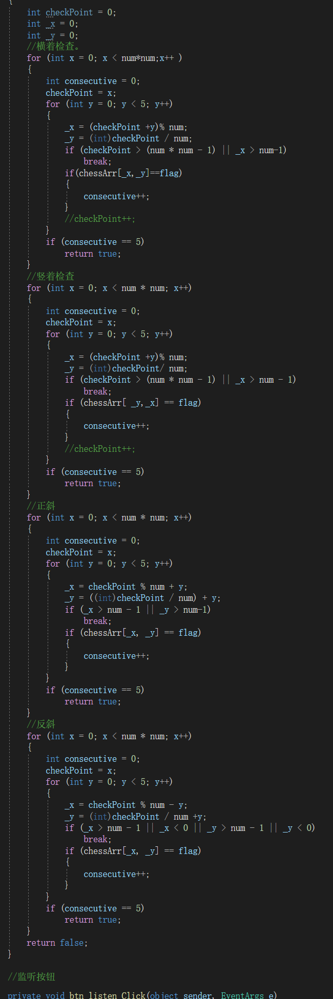 {
int checkPoint = 0;
int _x = 0;
int _y = 0;
//横着检查。
for (int x = 0; x < num*num;x++ )
{
int consecutive = 0;
checkPoint = x;
for (int y = 0; y < 5; y++)
{
_x = (checkPoint +y)% num;
_y = (int)checkPoint / num;
if (checkPoint > (num * num - 1) || _x > num-1)
break;
if(chessArr[_x,_y]==flag)
{
consecutive++;
}
//checkPoint++;
}
if (consecutive == 5)
return true;
}
//竖着检查
for (int x = 0; x < num * num; x++)
{
int consecutive = 0;
checkPoint = x;
for (int y = 0; y < 5; y++)
{
_x = (checkPoint +y)% num;
_y = (int)checkPoint/ num;
if (checkPoint > (num * num - 1) || _x > num - 1)
break;
if (chessArr[ _y,_x] == flag)
{
consecutive++;
}
//checkPoint++;
}
if (consecutive == 5)
return true;
}
//正斜
for (int x = 0; x < num * num; x++)
{
int consecutive = 0;
checkPoint = x;
for (int y = 0; y < 5; y++)
{
_x = checkPoint % num + y;
_y = ((int)checkPoint / num) + y;
if (_x > num - 1 || _y > num-1)
break;
if (chessArr[_x, _y] == flag)
{
consecutive++;
}
}
if (consecutive == 5)
return true;
}
//反斜
for (int x = 0; x < num * num; x++)
{
int consecutive = 0;
checkPoint = x;
for (int y = 0; y < 5; y++)
{
_x = checkPoint % num - y;
_y = (int)checkPoint / num +y;
if (_x > num - 1 || _x < 0 || _y > num - 1 || _y < 0)
break;
if (chessArr[_x, _y] == flag)
{
consecutive++;
}
}
if (consecutive == 5)
return true;
}
return false;
}
//监听按钮
private void btn_listen_Click(object sender, EventArgs e)